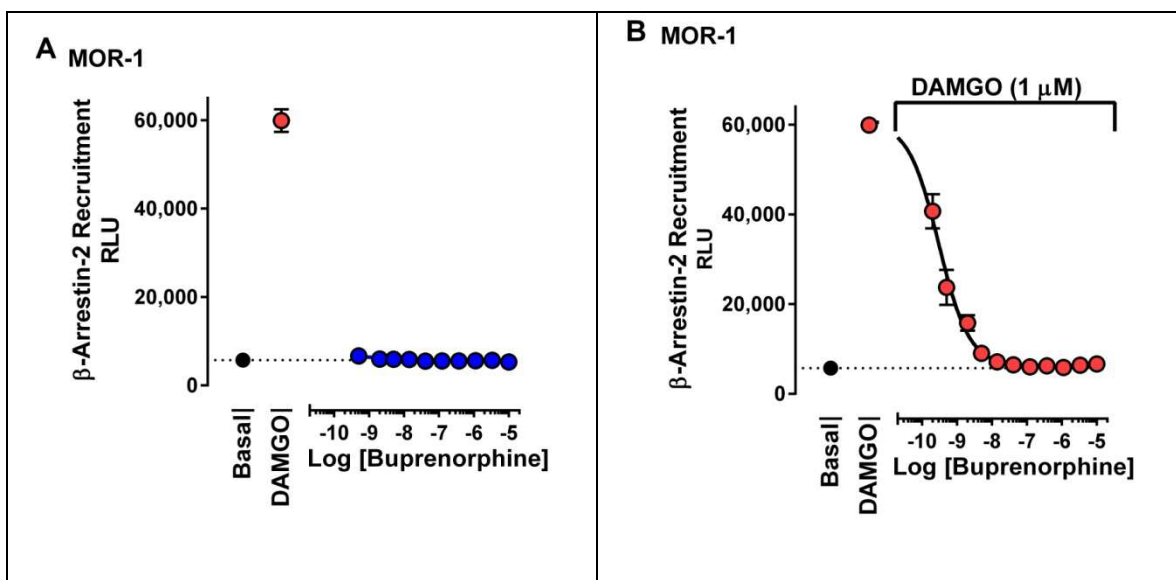 A MOR-1
β-Arrestin-2 Recruitment
RLU
60,000
40,000
20,000
0
Basal|
DAMGO|
-10 -9 -8 -7 -6 -5
Log [Buprenorphine]
B MOR-1
DAMGO (1 μM)
β-Arrestin-2 Recruitment
RLU
60,000
40,000
20,000
0
Basal|
DAMGO|
-10 -9 -8 -7 -6 -5
Log [Buprenorphine]